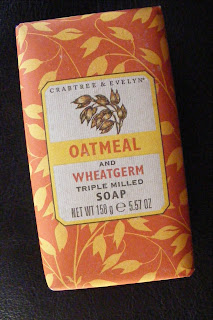 CRABTREE & EVELYN®
OATMEAL
AND
WHEATGERM
TRIPLE MILLED
SOAP
NET WT 158 g ℮ 5.57 OZ